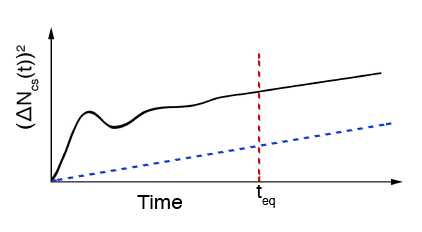 (ΔN_cs(t))²
t_eq
Time